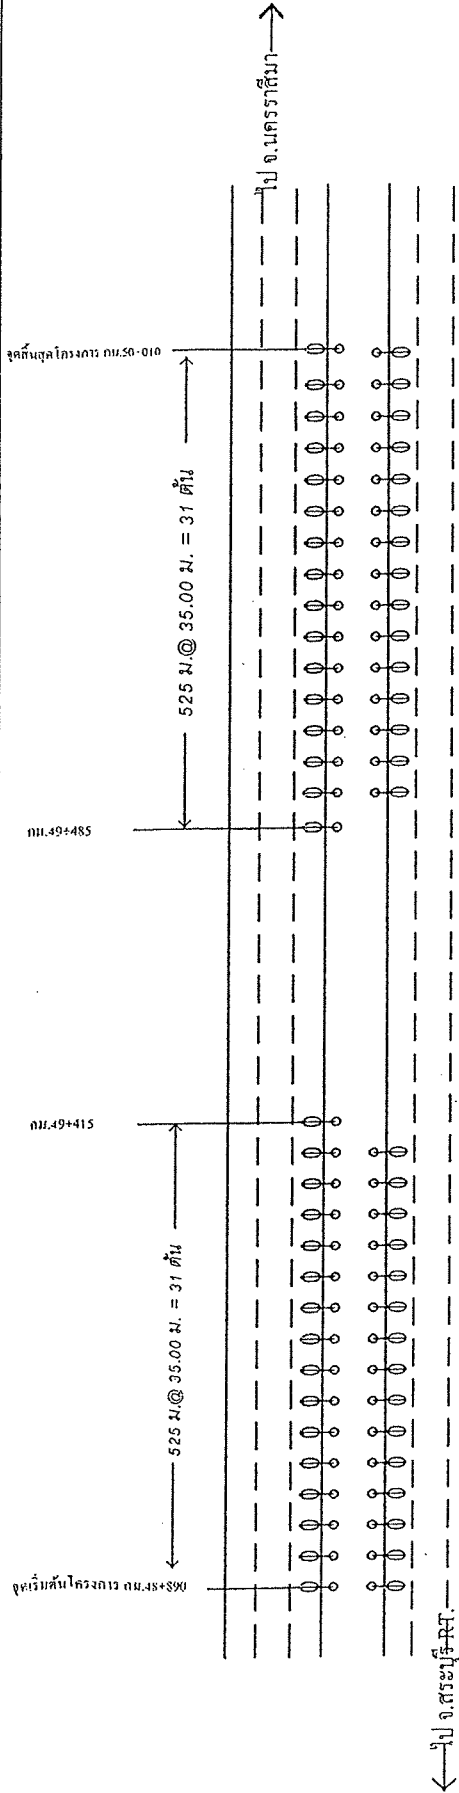 ไป จ.นครราสีมา
จุดสิ้นสุดโครงการ กม.50+010
525 ม.@ 35.00 ม. = 31 ต้น
กม.49+485
กม.49+415
525 ม.@ 35.00 ม. = 31 ต้น
จุดเริ่มต้นโครงการ กม.48+890
ไป จ.สระบุรี RT.